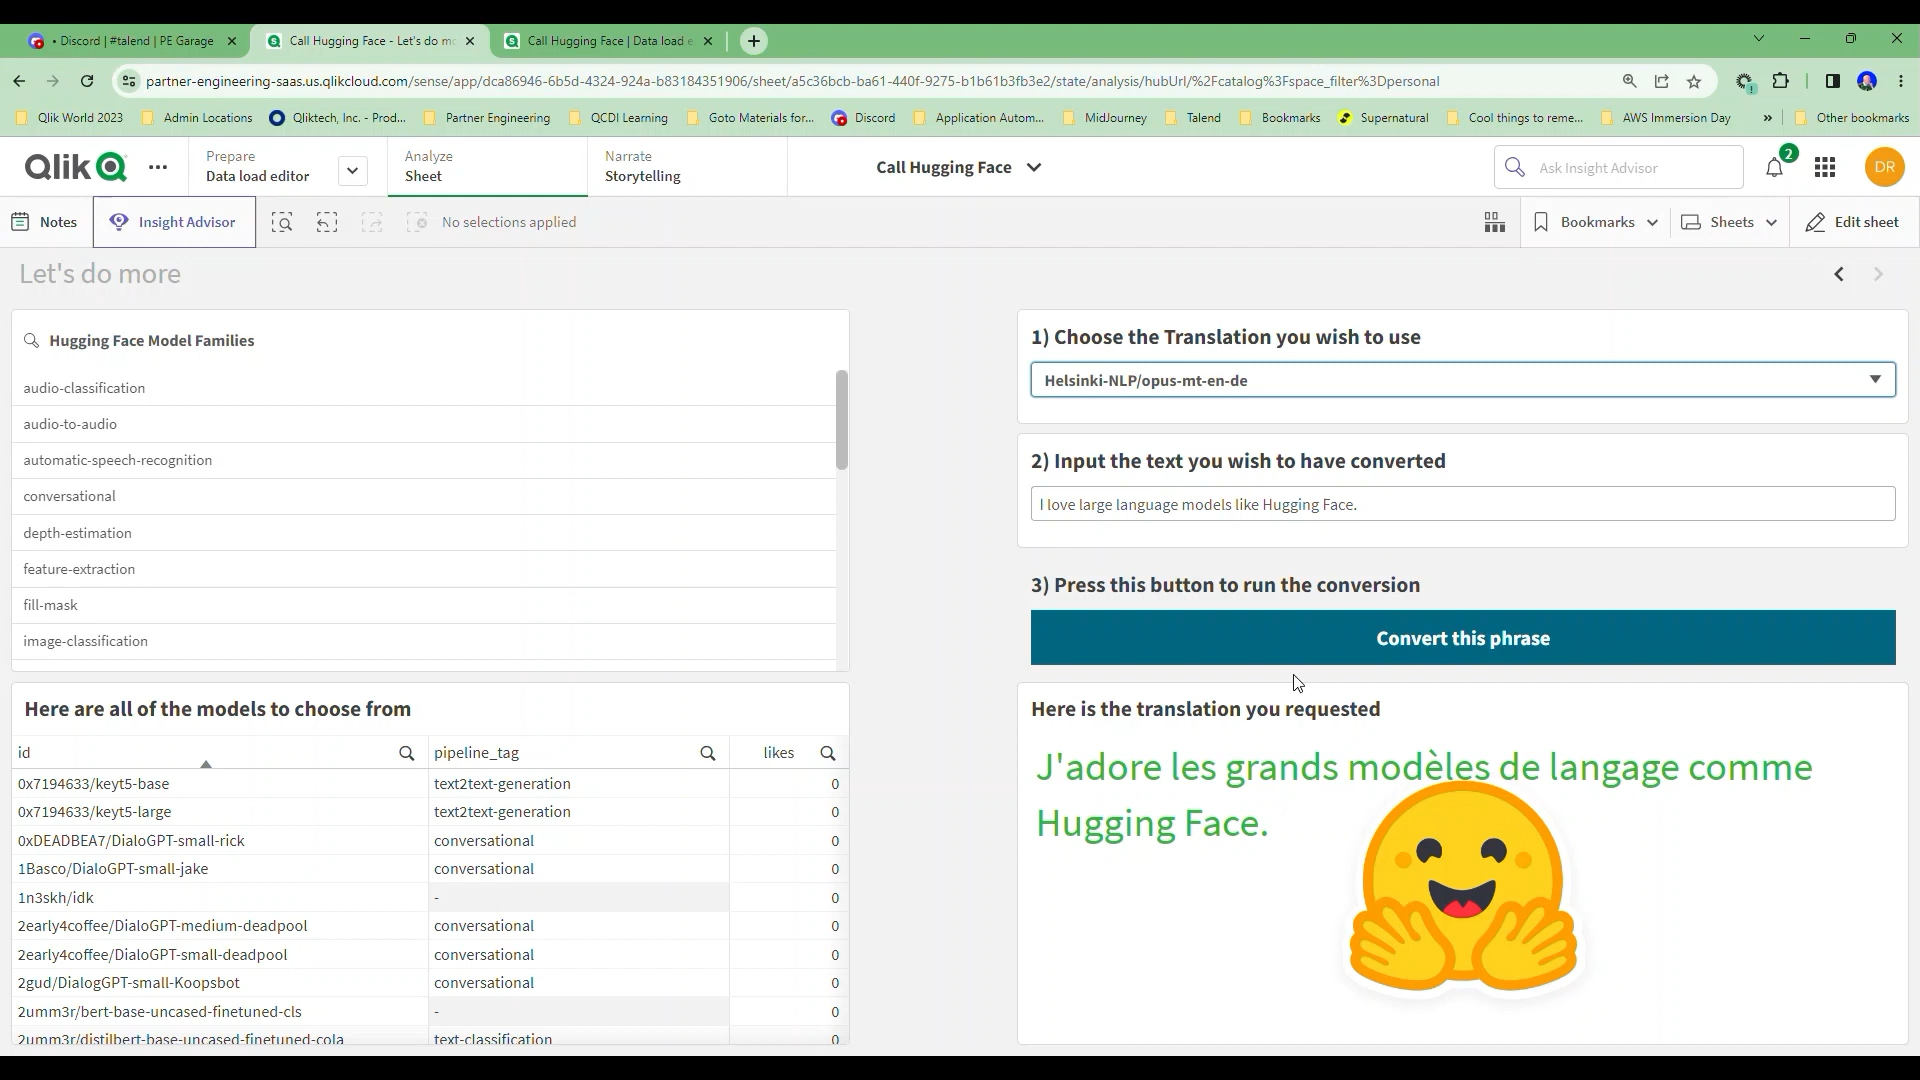 • Discord | #talend | PE Garage
Call Hugging Face - Let's do mo
Call Hugging Face | Data load e
partner-engineering-saas.us.qlikcloud.com/sense/app/dca86946-6b5d-4324-924a-b83184351906/sheet/a5c36bcb-ba61-440f-9275-b1b61b3fb3e2/state/analysis/hubUrl/%2Fcatalog%3Fspace_filter%3Dpersonal
Qlik World 2023
Admin Locations
Qliktech, Inc. - Prod...
Partner Engineering
QCDI Learning
Goto Materials for...
Discord
Application Autom...
MidJourney
Talend
Bookmarks
Supernatural
Cool things to reme...
AWS Immersion Day
»
Other bookmarks
Qlik
Prepare
Data load editor
Analyze
Sheet
Narrate
Storytelling
Call Hugging Face
Ask Insight Advisor
2
DR
Notes
Insight Advisor
No selections applied
Bookmarks
Sheets
Edit sheet
Let's do more
Hugging Face Model Families
audio-classification
audio-to-audio
automatic-speech-recognition
conversational
depth-estimation
feature-extraction
fill-mask
image-classification
Here are all of the models to choose from
id pipeline_tag likes
0x7194633/keyt5-base text2text-generation 0
0x7194633/keyt5-large text2text-generation 0
0xDEADBEA7/DialoGPT-small-rick conversational 0
1Basco/DialoGPT-small-jake conversational 0
1n3skh/idk - 0
2early4coffee/DialoGPT-medium-deadpool conversational 0
2early4coffee/DialoGPT-small-deadpool conversational 0
2gud/DialogGPT-small-Koopsbot conversational 0
2umm3r/bert-base-uncased-finetuned-cls - 0
2umm3r/distilbert-base-uncased-finetuned-cola text-classification 0
1) Choose the Translation you wish to use
Helsinki-NLP/opus-mt-en-de
2) Input the text you wish to have converted
I love large language models like Hugging Face.
3) Press this button to run the conversion
Convert this phrase
Here is the translation you requested
J'adore les grands modèles de langage comme
Hugging Face.